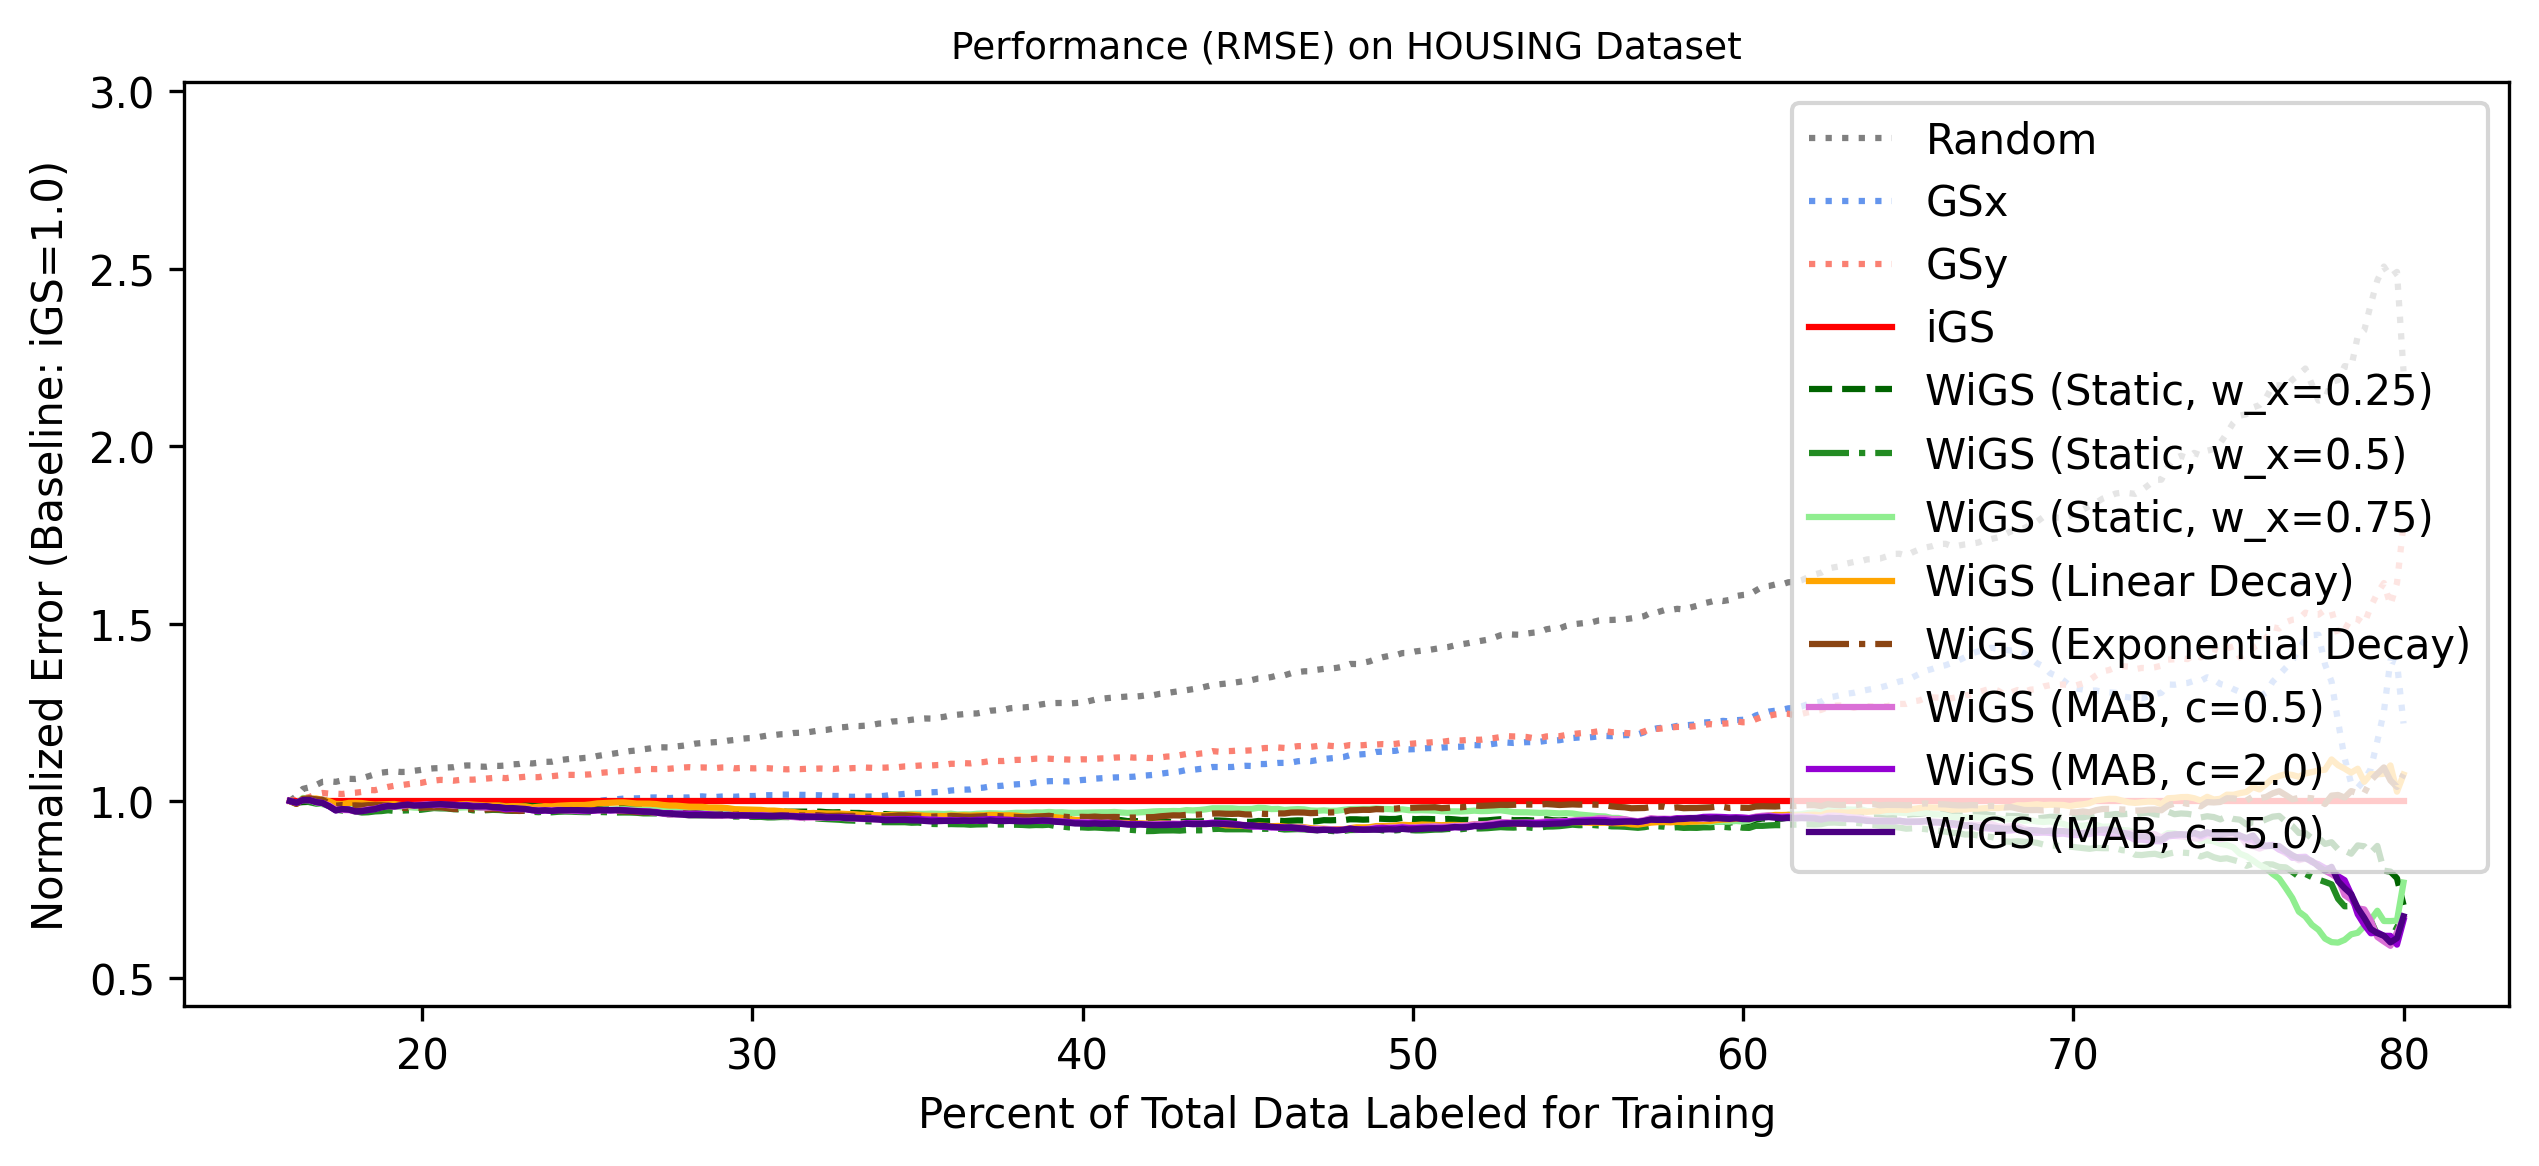 Performance (RMSE) on HOUSING Dataset
Normalized Error (Baseline: iGS=1.0)
3.0
2.5
2.0
1.5
1.0
0.5
Random
GSx
GSy
iGS
WiGS (Static, w_x=0.25)
WiGS (Static, w_x=0.5)
WiGS (Static, w_x=0.75)
WiGS (Linear Decay)
WiGS (Exponential Decay)
WiGS (MAB, c=0.5)
WiGS (MAB, c=2.0)
WiGS (MAB, c=5.0)
20 30 40 50 60 70 80
Percent of Total Data Labeled for Training